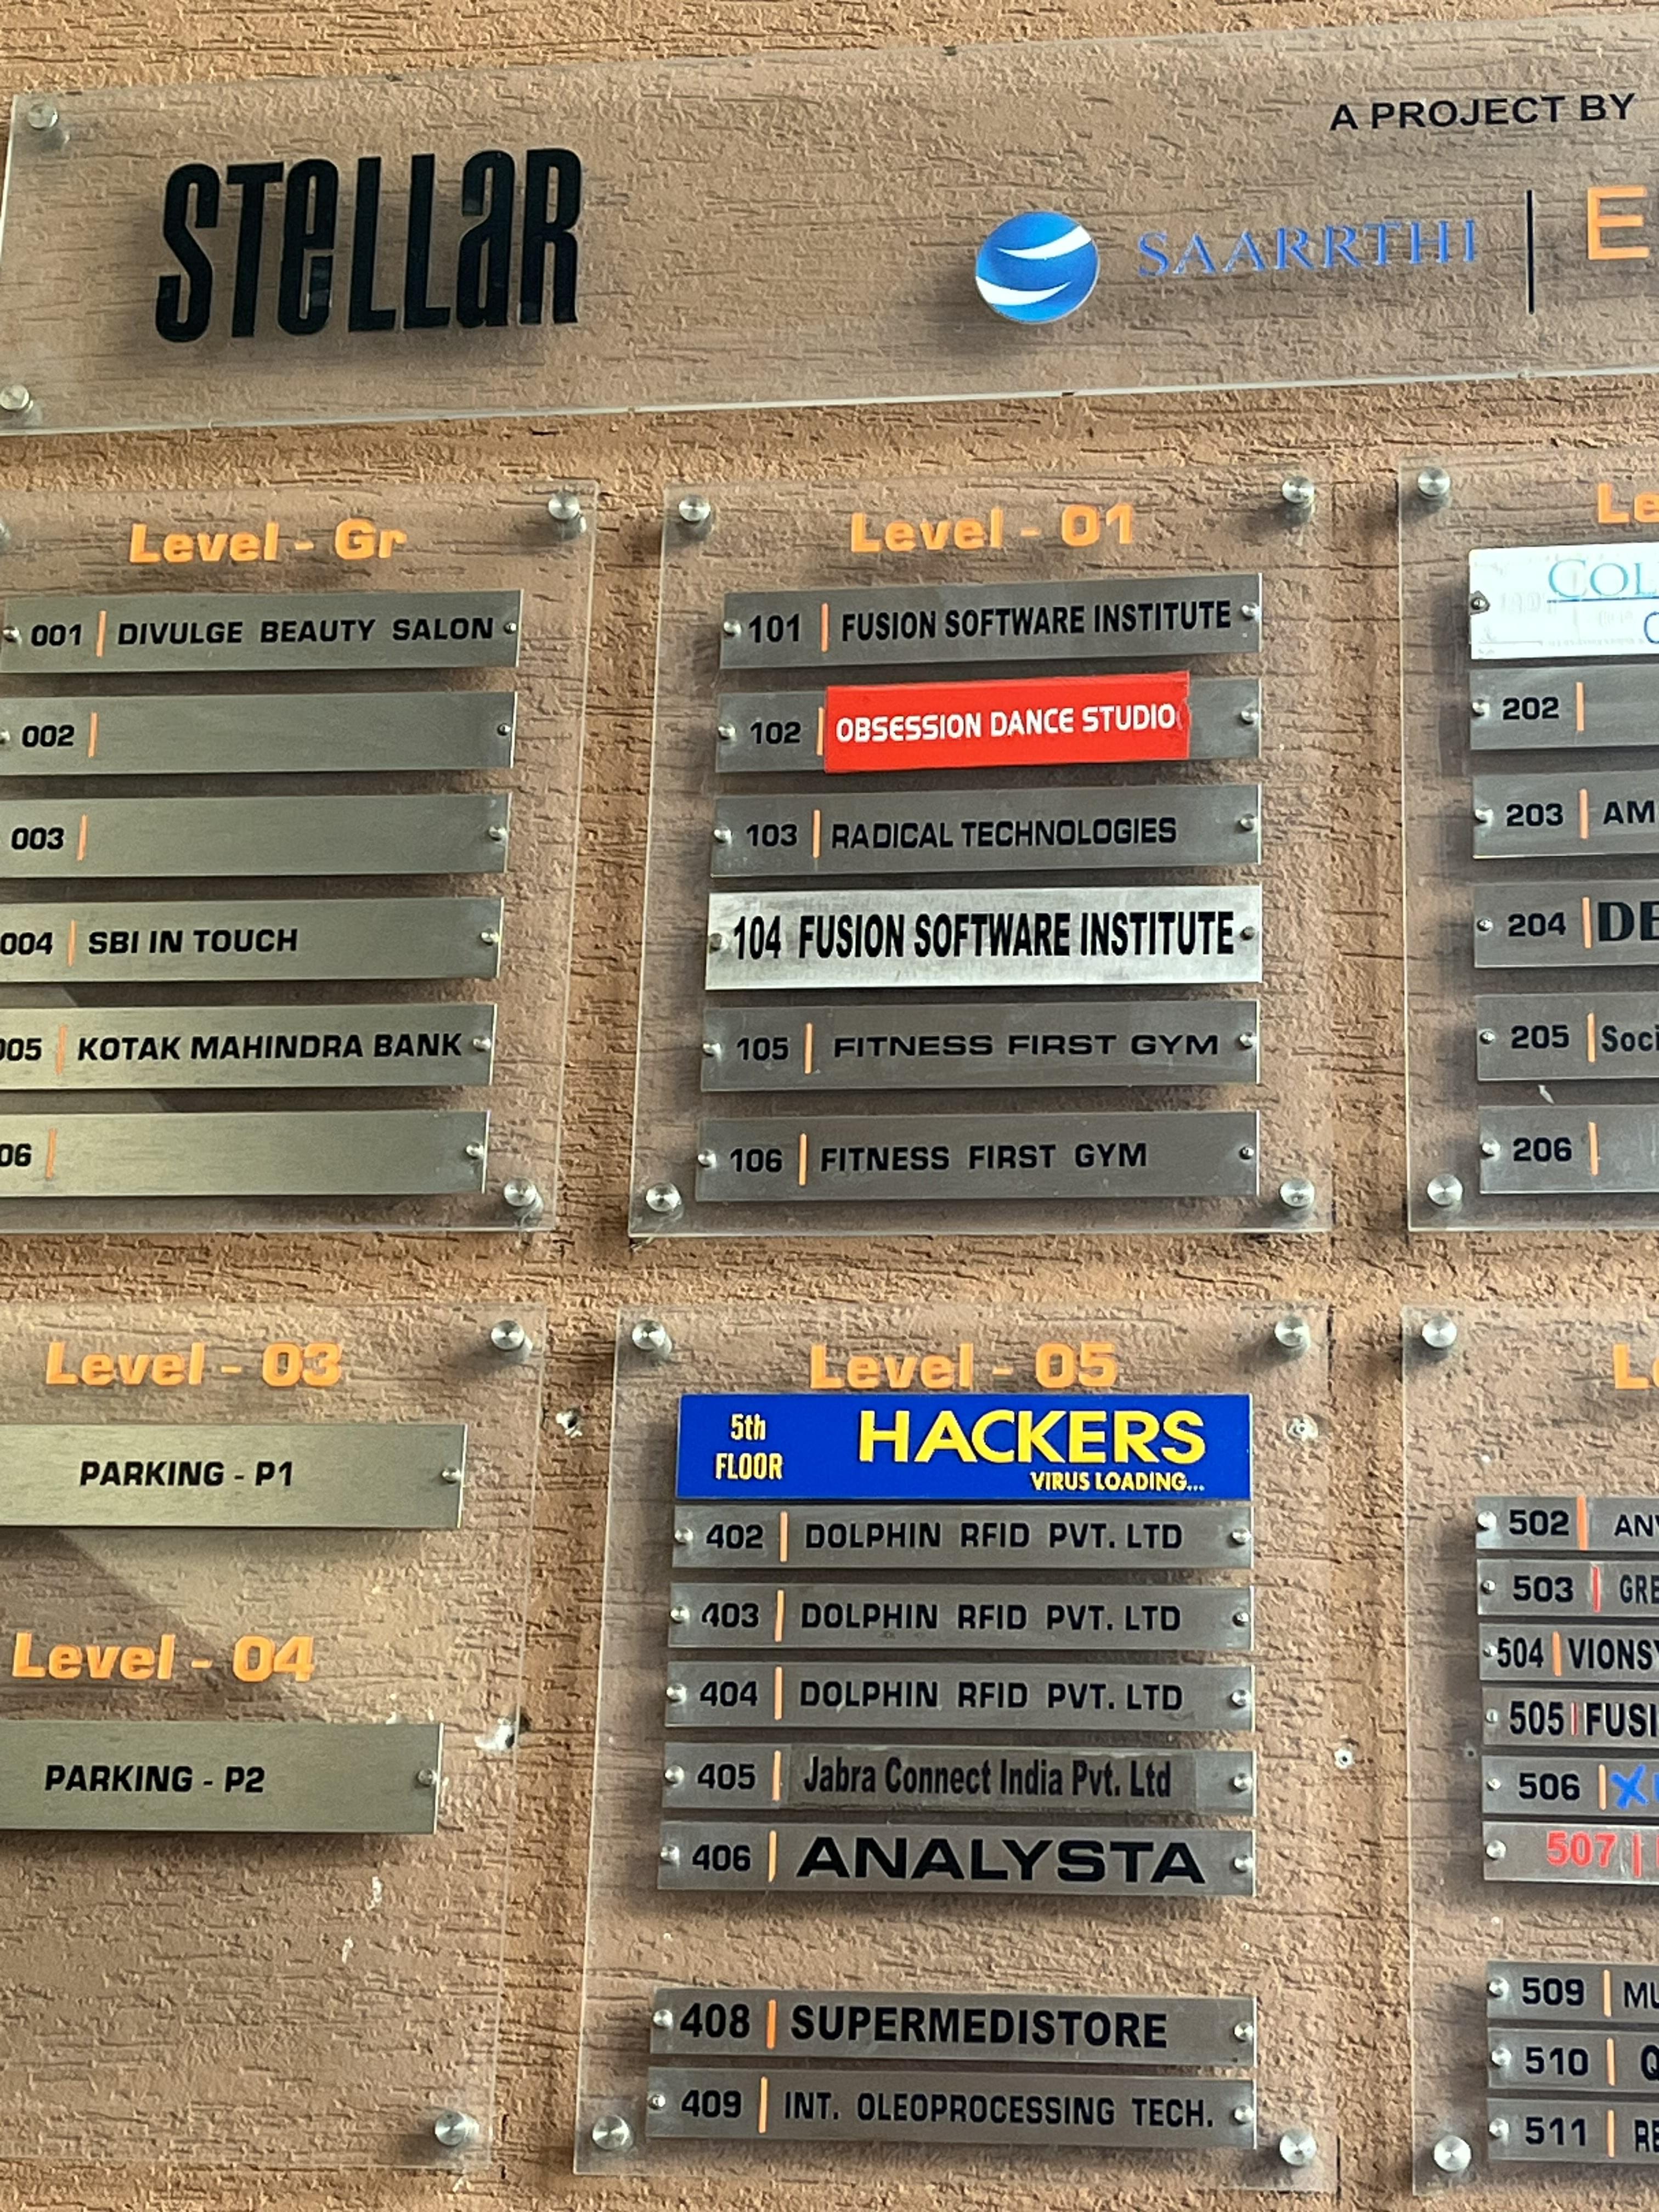 STELLAR
A PROJECT BY
SAARRTHI
Level - Gr
001 | DIVULGE BEAUTY SALON
002 |
003 |
004 | SBI IN TOUCH
005 | KOTAK MAHINDRA BANK
06 |
Level - 01
101 | FUSION SOFTWARE INSTITUTE
102 | OBSESSION DANCE STUDIO
103 | RADICAL TECHNOLOGIES
104 FUSION SOFTWARE INSTITUTE
105 | FITNESS FIRST GYM
106 | FITNESS FIRST GYM
202 |
203 |
204 |
205 |
206 |
Level - 03
PARKING - P1
Level - 04
PARKING - P2
Level - 05
5th FLOOR
HACKERS
VIRUS LOADING...
402 | DOLPHIN RFID PVT. LTD
403 | DOLPHIN RFID PVT. LTD
404 | DOLPHIN RFID PVT. LTD
405 | Jabra Connect India Pvt. Ltd
406 | ANALYSTA
408 | SUPERMEDISTORE
409 | INT. OLEOPROCESSING TECH.
502 |
503 |
504 |
505 |
506 |
507 |
509 |
510 |
511 |